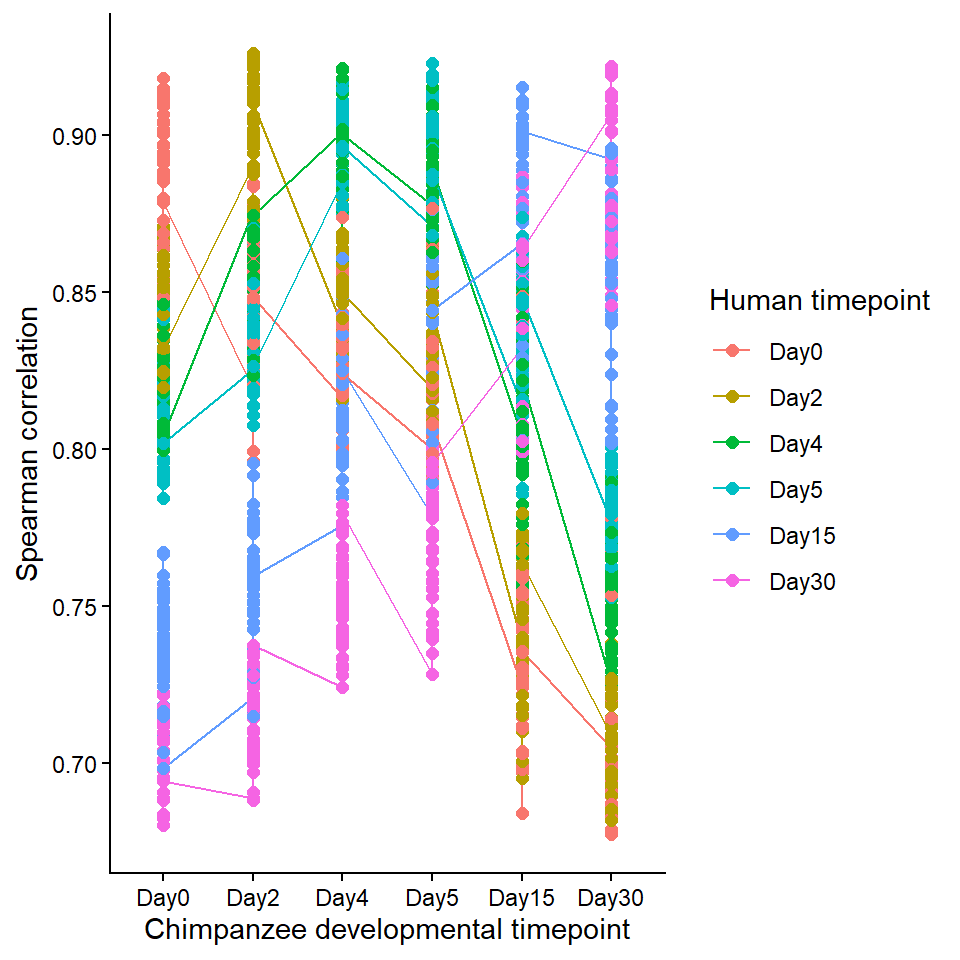 Spearman correlation
0.90
0.85
0.80
0.75
0.70
Day0 Day2 Day4 Day5 Day15 Day30
Chimpanzee developmental timepoint
Human timepoint
Day0
Day2
Day4
Day5
Day15
Day30